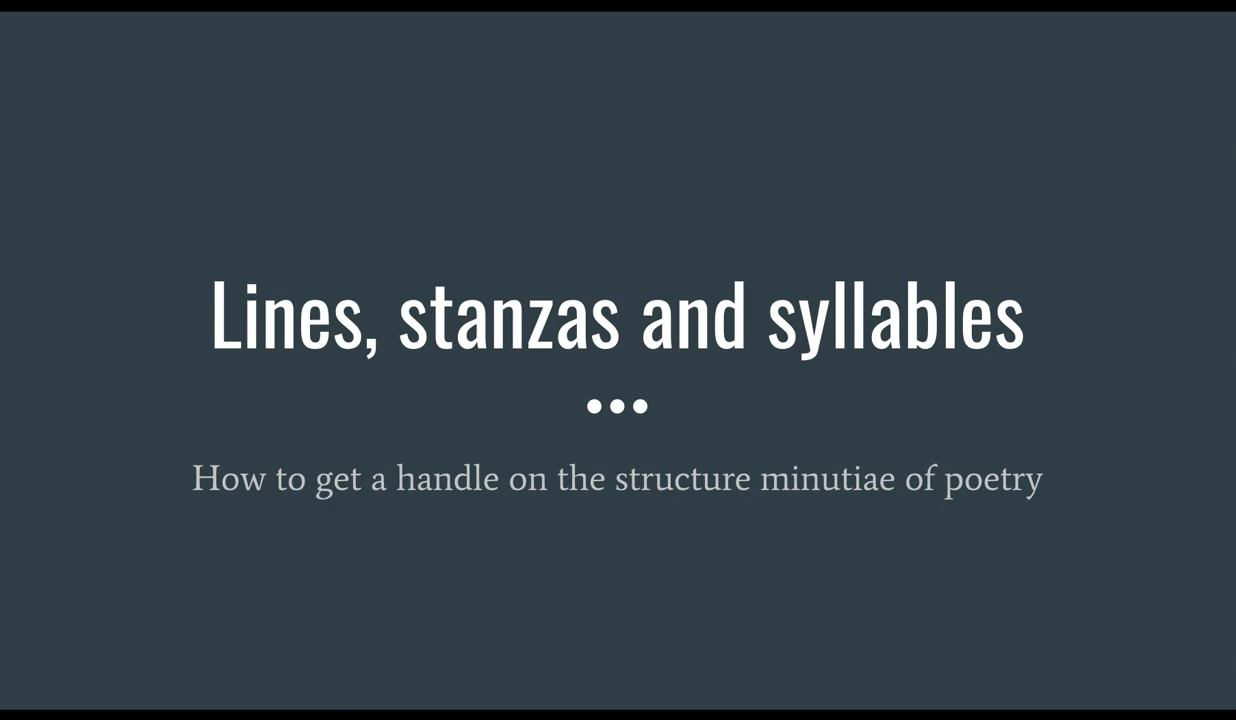 Lines, stanzas and syllables
How to get a handle on the structure minutiae of poetry